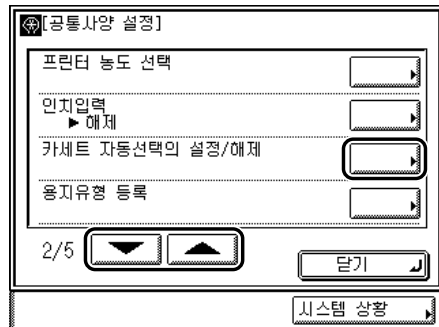 [공통사양 설정]
프린터 농도 선택
인치입력
▶ 해제
카세트 자동선택의 설정/해제
용지유형 등록
2/5
닫기
시스템 상황